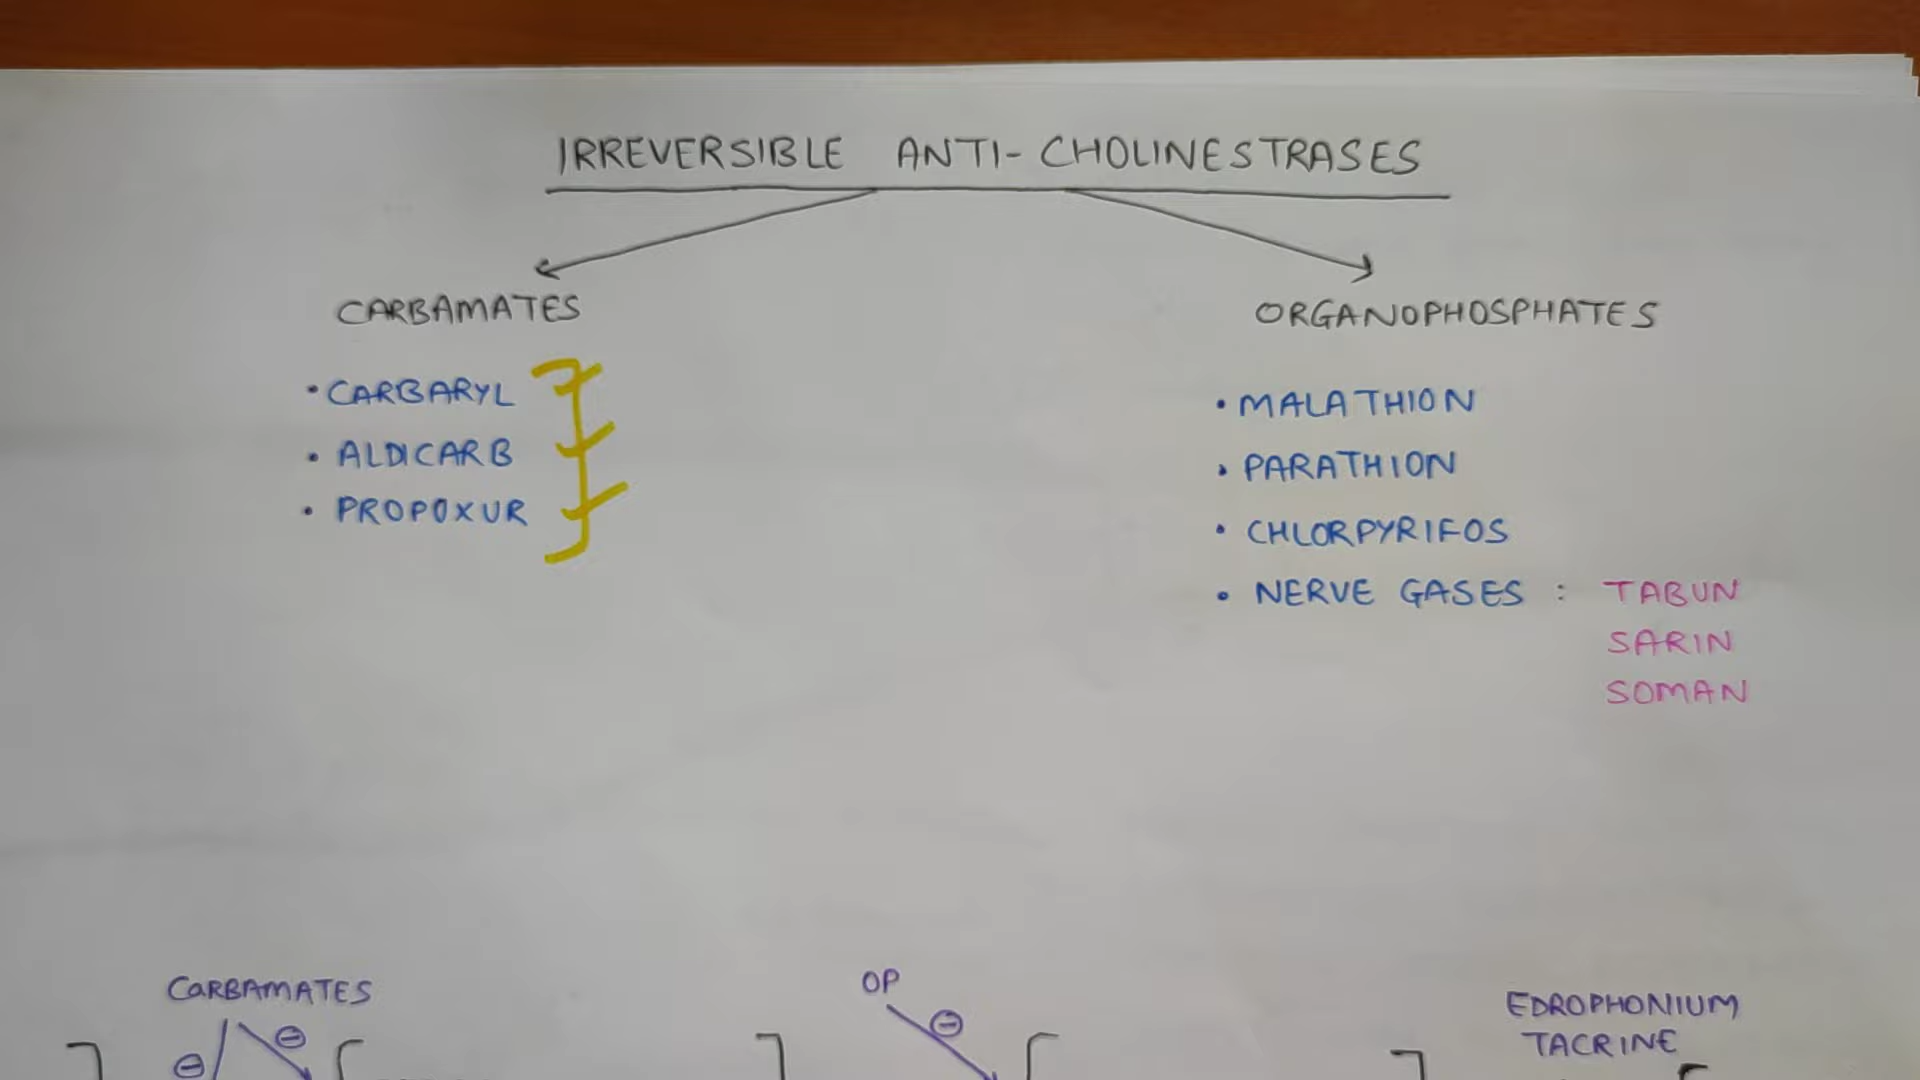 IRREVERSIBLE ANTI-CHOLINESTRASES
CARBAMATES
• CARBARYL
• ALDICARB
• PROPOXUR
ORGANOPHOSPHATES
• MALATHION
• PARATHION
• CHLORPYRIFOS
• NERVE GASES : TABUN
SARIN
SOMAN
CARBAMATES
OP
EDROPHONIUM
TACRINE